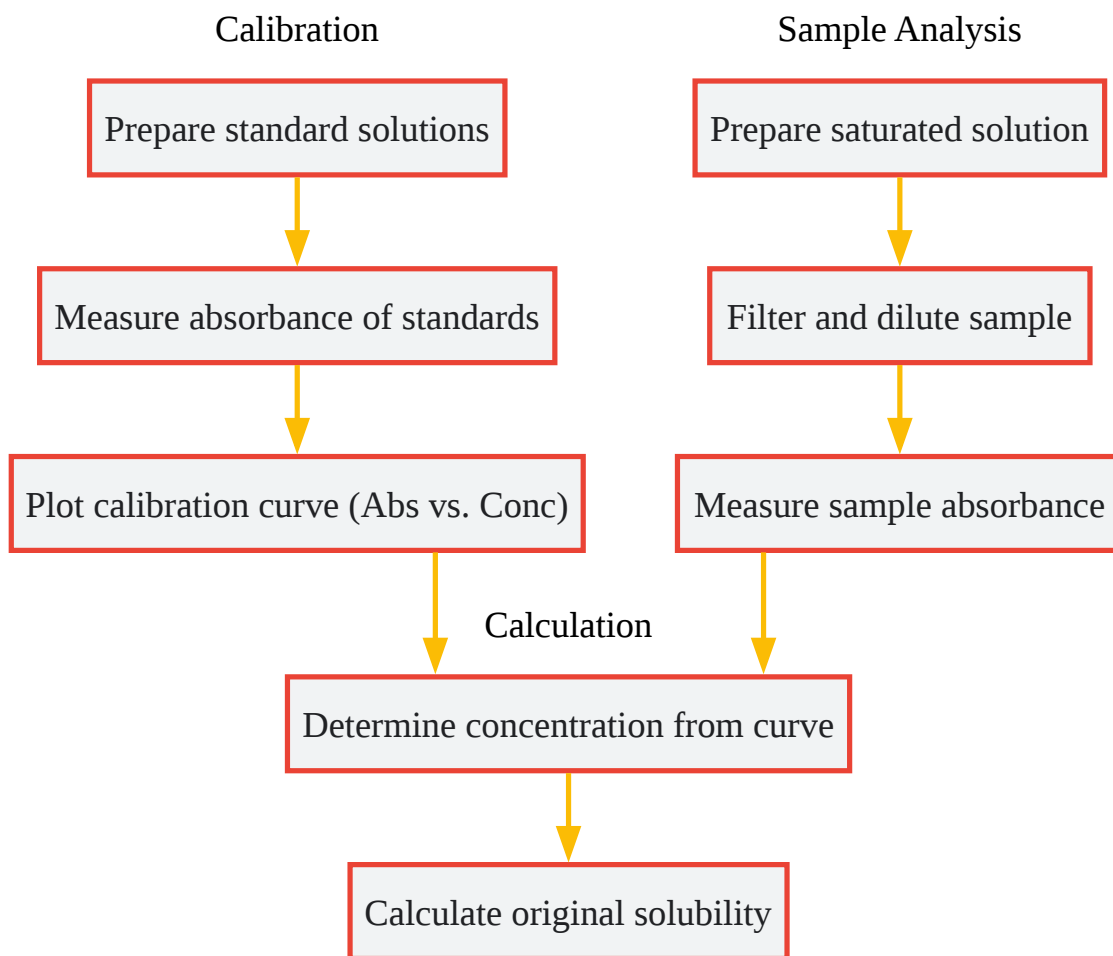 Calibration
Prepare standard solutions
Measure absorbance of standards
Plot calibration curve (Abs vs. Conc)
Sample Analysis
Prepare saturated solution
Filter and dilute sample
Measure sample absorbance
Calculation
Determine concentration from curve
Calculate original solubility